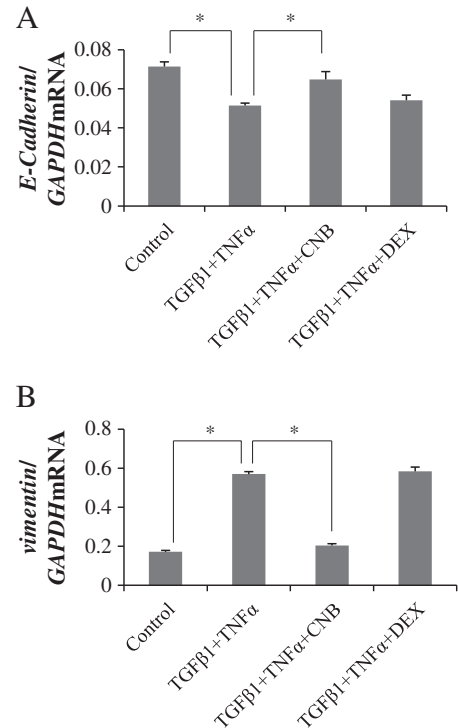 A
* *
0.08
0.06
0.04
0.02
0
E-Cadherin/
GAPDHmRNA
Control
TGFβ1+TNFα
TGFβ1+TNFα+CNB
TGFβ1+TNFα+DEX
B
0.8
* *
0.6
0.4
0.2
0
vimentin/
GAPDHmRNA
Control
TGFβ1+TNFα
TGFβ1+TNFα+CNB
TGFβ1+TNFα+DEX